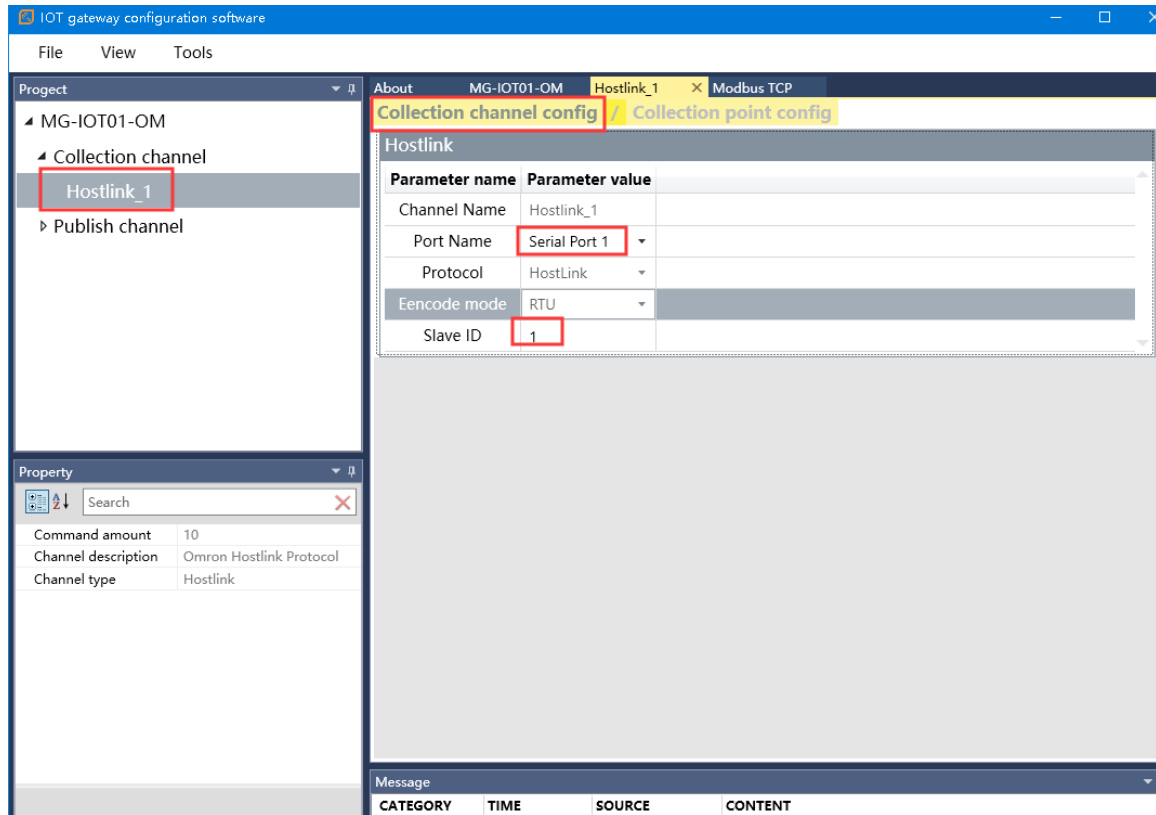 IOT gateway configuration software
File View Tools
Progect
MG-IOT01-OM
Collection channel
Hostlink_1
Publish channel
Property
Search
Command amount 10
Channel description Omron Hostlink Protocol
Channel type Hostlink
About MG-IOT01-OM Hostlink_1 Modbus TCP
Collection channel config / Collection point config
Hostlink
Parameter name Parameter value
Channel Name Hostlink_1
Port Name Serial Port 1
Protocol HostLink
Eencode mode RTU
Slave ID 1
Message
CATEGORY TIME SOURCE CONTENT